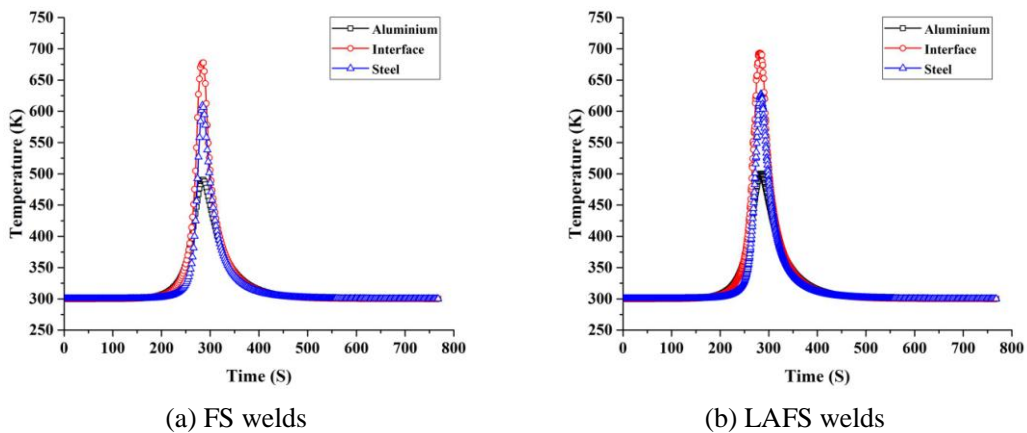 750
700
650
600
550
500
450
400
350
300
250
Temperature (K)
0 100 200 300 400 500 600 700 800
Time (S)
Aluminium
Interface
Steel
(a) FS welds
750
700
650
600
550
500
450
400
350
300
250
Temperature (K)
0 100 200 300 400 500 600 700 800
Time (S)
Aluminium
Interface
Steel
(b) LAFS welds